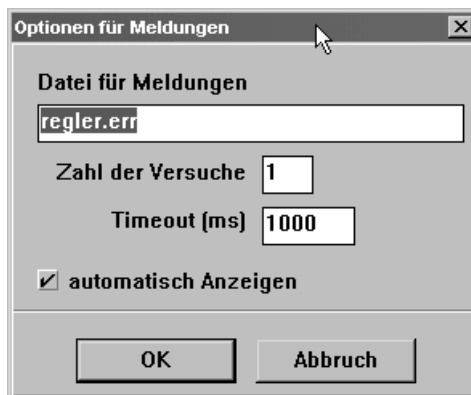 Optionen für Meldungen
Datei für Meldungen
regler.err
Zahl der Versuche 1
Timeout (ms) 1000
automatisch Anzeigen
OK Abbruch